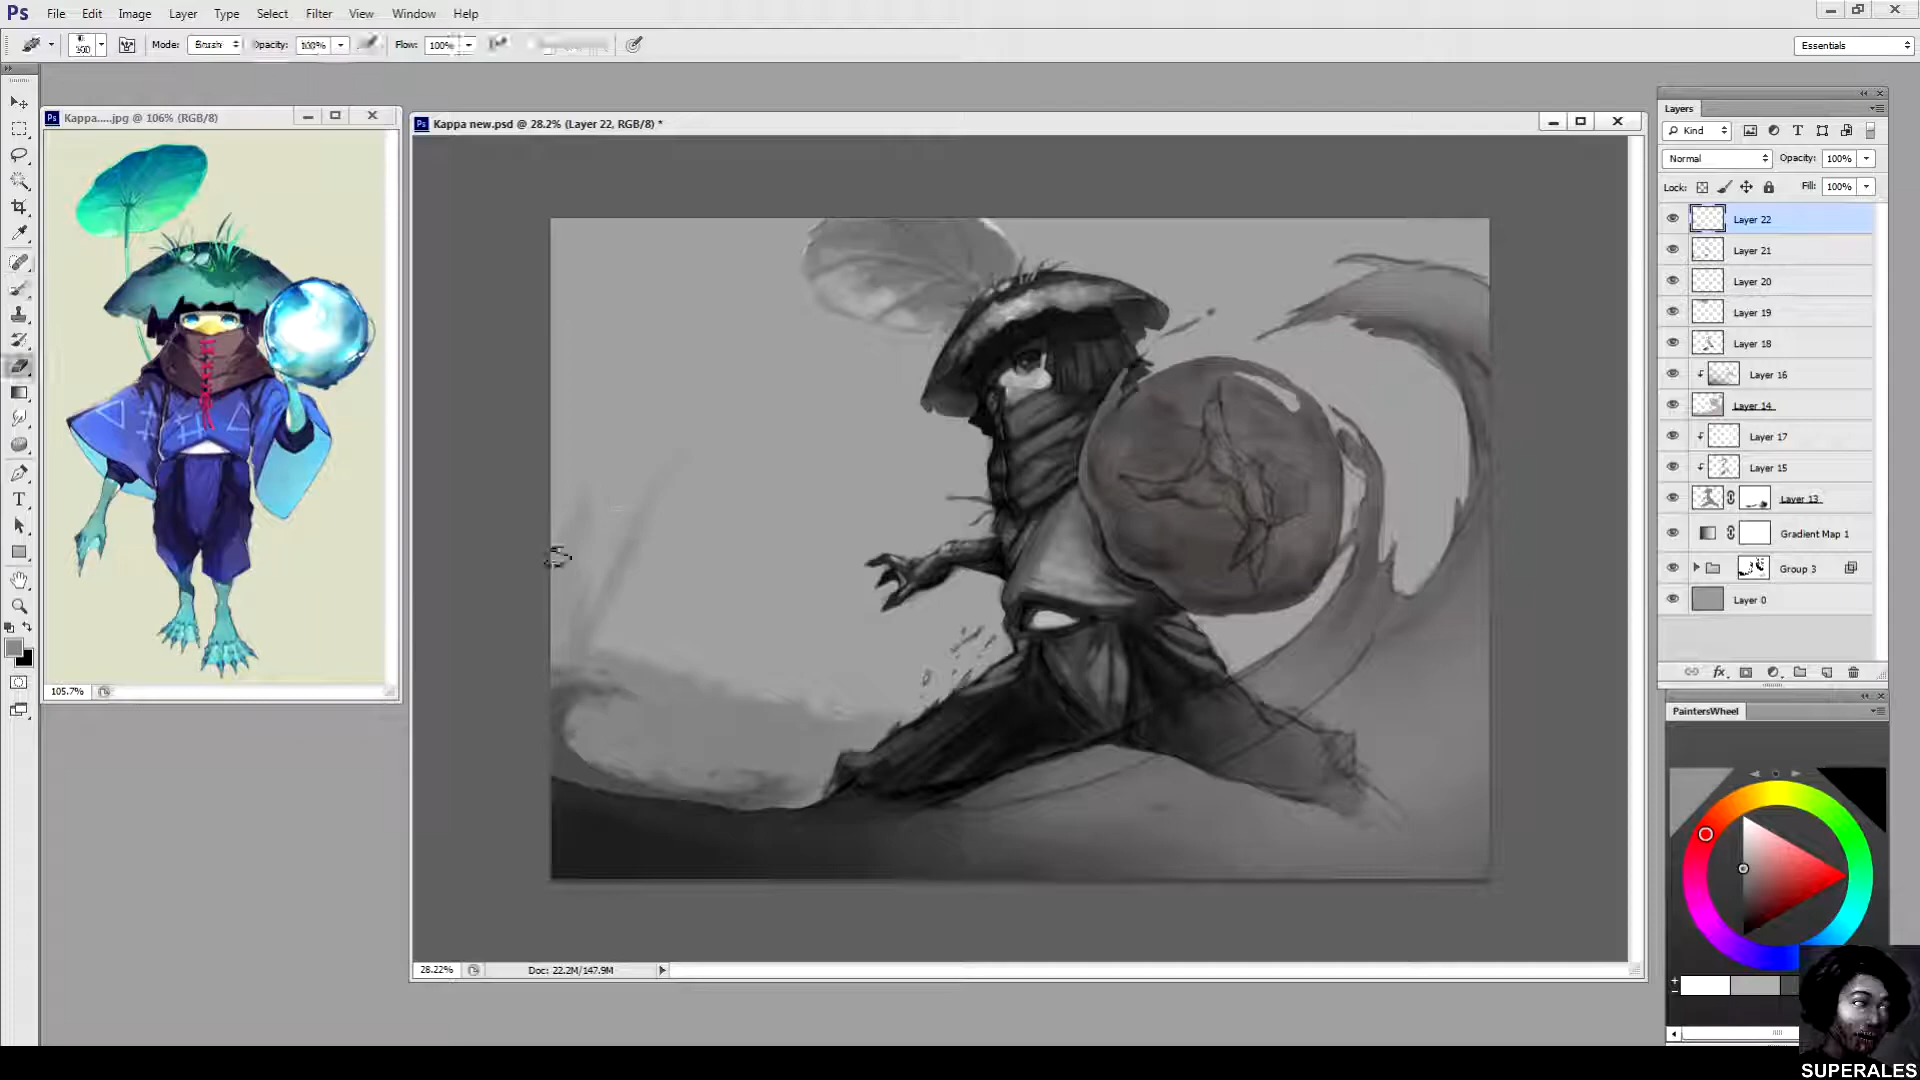 Ps File Edit Image Layer Type Select Filter View Window Help
Mode: Brush Opacity: 100% Flow: 100% Essentials
Ps Kappa.....jpg @ 106% (RGB/8)
105.7%
Ps Kappa new.psd @ 28.2% (Layer 22, RGB/8) *
28.22% Doc: 22.2M/147.9M
Layers
Kind
Normal Opacity: 100%
Lock: Fill: 100%
Layer 22
Layer 21
Layer 20
Layer 19
Layer 18
Layer 16
Layer 14
Layer 17
Layer 15
Layer 13
Gradient Map 1
Group 3
Layer 0
fx
PaintersWheel
SUPERALES